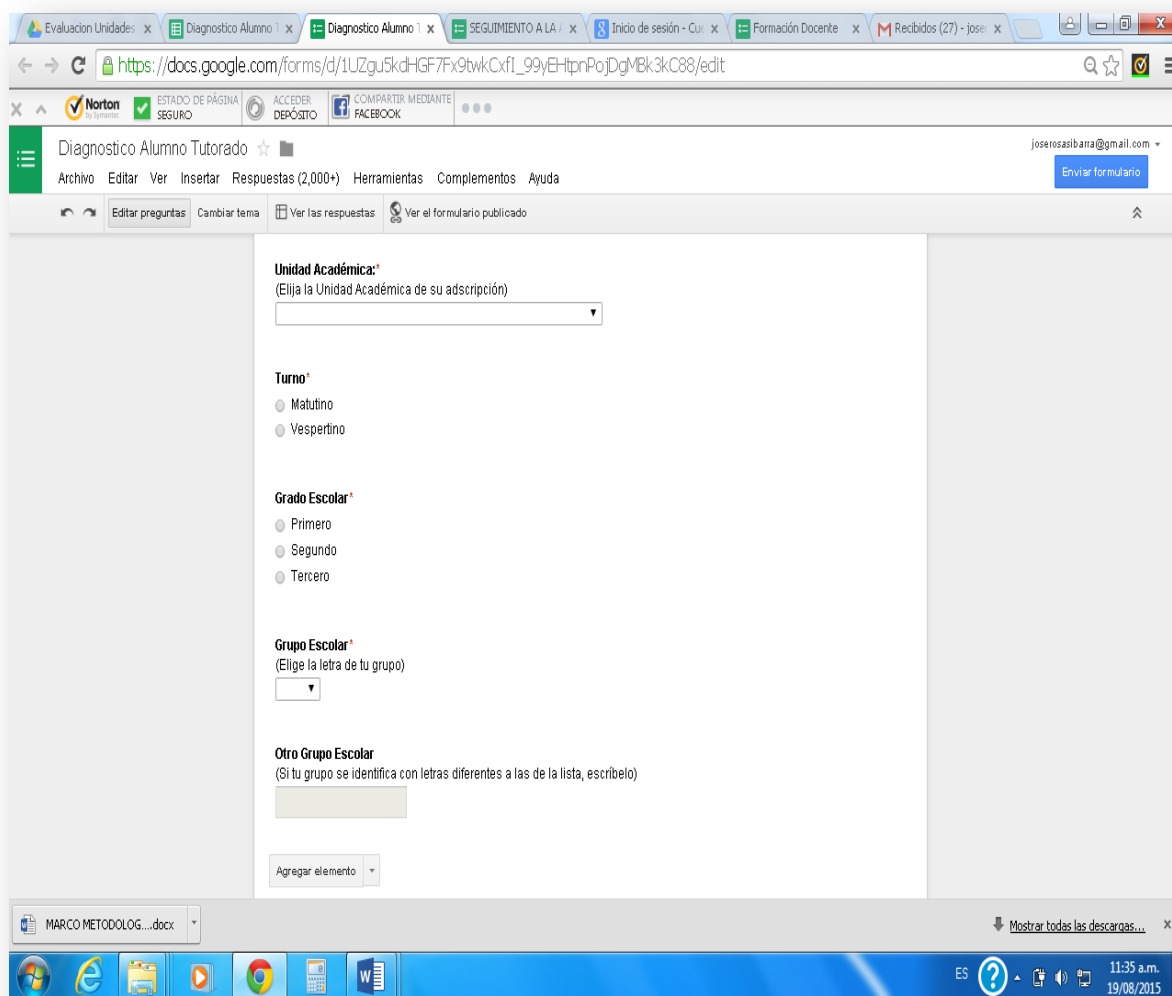 Evaluacion Unidades
Diagnostico Alumno T
Diagnostico Alumno T
SEGUIMIENTO A LA A
Inicio de sesión - Cue
Formación Docente
Recibidos (27) - joser
https://docs.google.com/forms/d/1UZgu5kdHGF7Fx9twkCxfI_99yEHtpnPojDgMBk3kC88/edit
Norton
by Symantec
ESTADO DE PÁGINA
SEGURO
ACCEDER
DEPÓSITO
COMPARTIR MEDIANTE
FACEBOOK
Diagnostico Alumno Tutorado
joserosasibarra@gmail.com
Archivo Editar Ver Insertar Respuestas (2,000+) Herramientas Complementos Ayuda
Enviar formulario
Editar preguntas Cambiar tema Ver las respuestas Ver el formulario publicado
Unidad Académica:*
(Elija la Unidad Académica de su adscripción)
Turno*
Matutino
Vespertino
Grado Escolar*
Primero
Segundo
Tercero
Grupo Escolar*
(Elige la letra de tu grupo)
Otro Grupo Escolar
(Si tu grupo se identifica con letras diferentes a las de la lista, escríbelo)
Agregar elemento
MARCO METODOLOG....docx
Mostrar todas las descargas...
ES
11:35 a.m.
19/08/2015